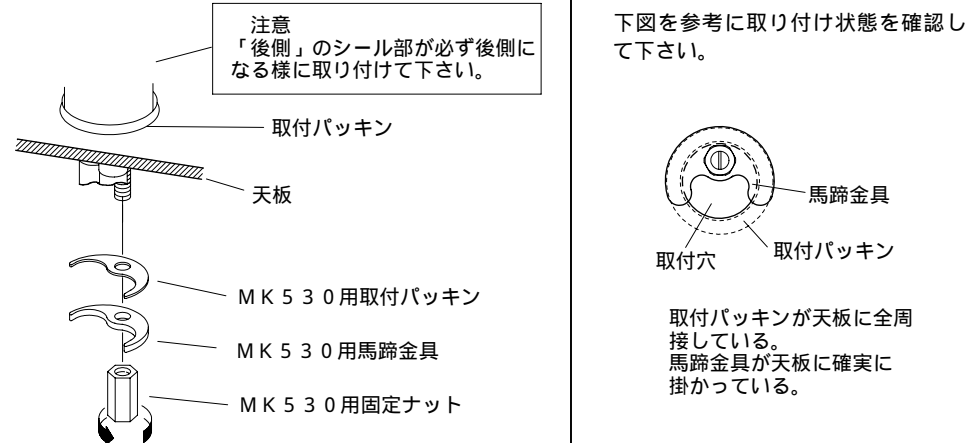 注意
「後側」のシール部が必ず後側に
なる様に取り付けて下さい。
取付パッキン
天板
ＭＫ５３０用取付パッキン
ＭＫ５３０用馬蹄金具
ＭＫ５３０用固定ナット
下図を参考に取り付け状態を確認し
て下さい。
馬蹄金具
取付穴
取付パッキン
取付パッキンが天板に全周
接している。
馬蹄金具が天板に確実に
掛かっている。